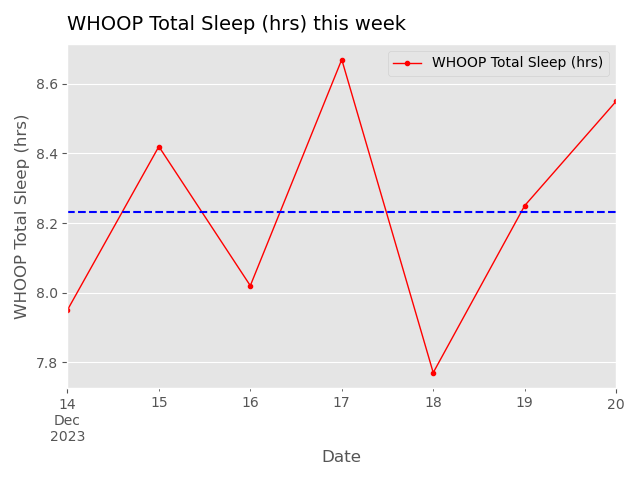 WHOOP Total Sleep (hrs) this week
WHOOP Total Sleep (hrs)
WHOOP Total Sleep (hrs)
8.6
8.4
8.2
8.0
7.8
14 15 16 17 18 19 20
Dec
2023
Date